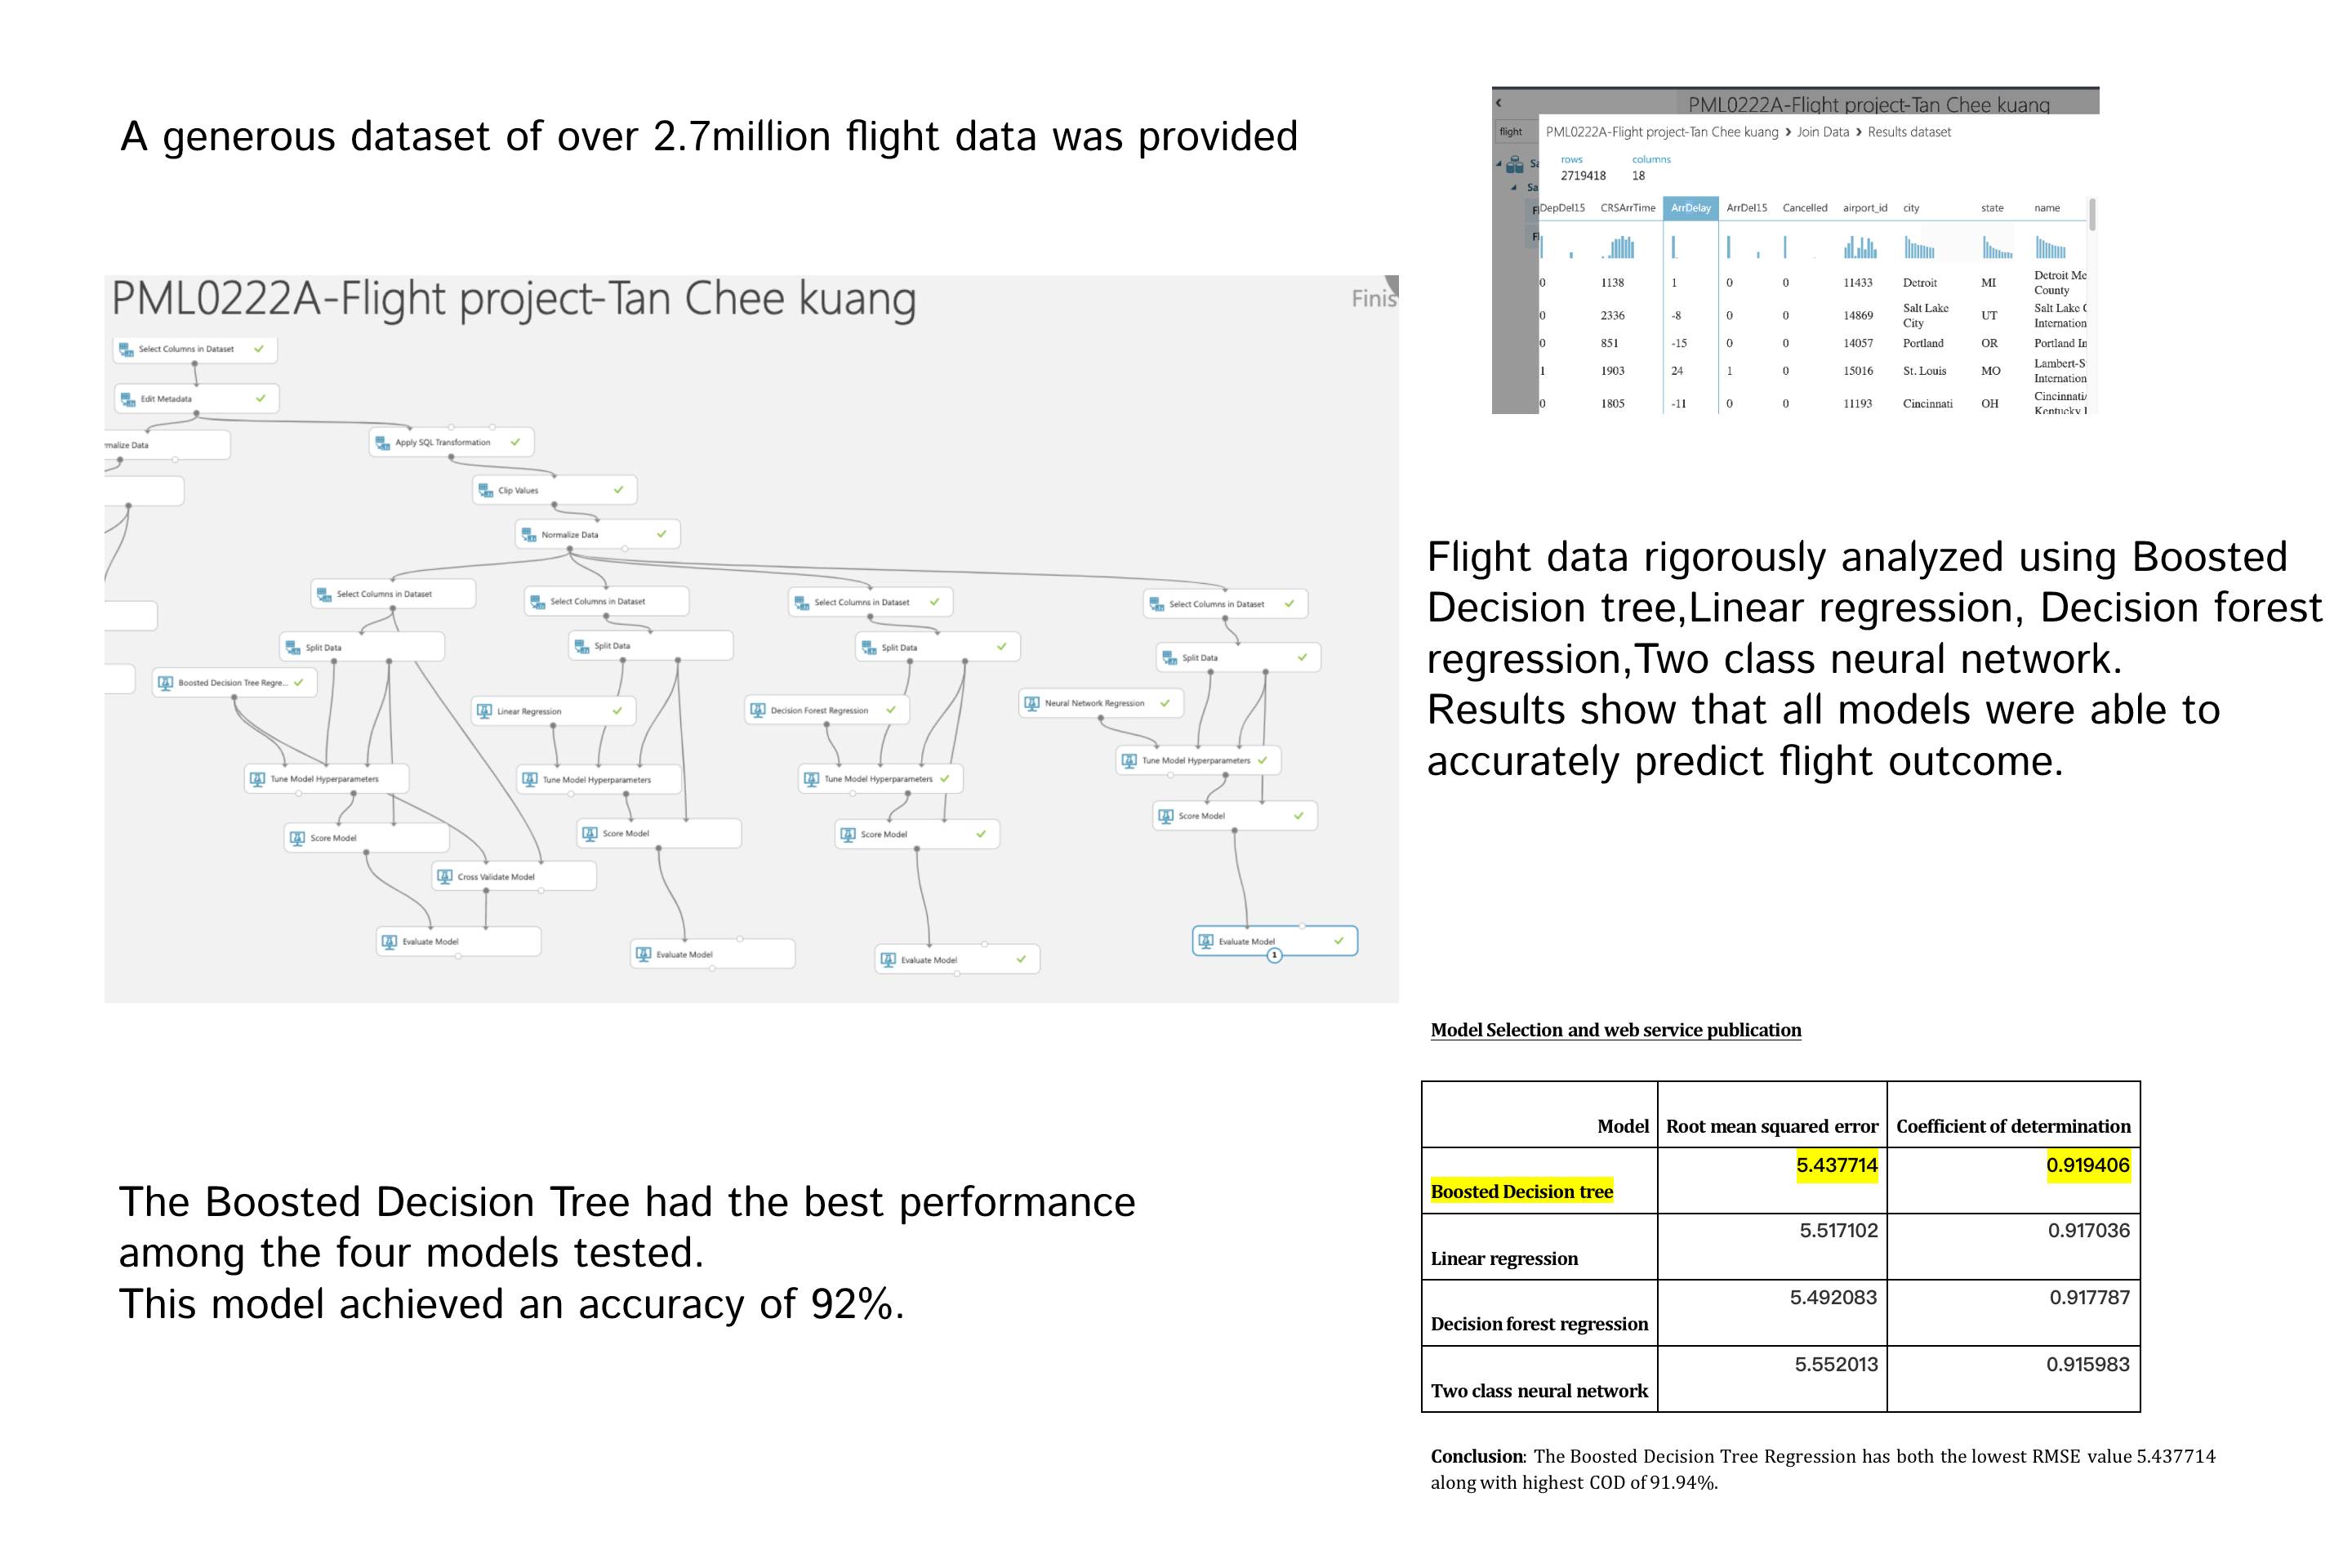 A generous dataset of over 2.7million flight data was provided
PML0222A-Flight project-Tan Chee kuang
flight
PML0222A-Flight project-Tan Chee kuang > Join Data > Results dataset
rows columns
2719418 18
DepDel15 CRSArrTime ArrDelay ArrDel15 Cancelled airport_id city state name
0 1138 1 0 0 11433 Detroit MI Detroit Me
County
0 2336 -8 0 0 14869 Salt Lake City UT Salt Lake
Internation
0 851 -15 0 0 14057 Portland OR Portland In
1 1903 24 1 0 15016 St. Louis MO Lambert-S
Internation
0 1805 -11 0 0 11193 Cincinnati OH Cincinnati/
Kentucky
PML0222A-Flight project-Tan Chee kuang
Finis
Select Columns in Dataset
Edit Metadata
malize Data
Apply SQL Transformation
Clip Values
Normalize Data
Select Columns in Dataset
Select Columns in Dataset
Select Columns in Dataset
Select Columns in Dataset
Split Data
Split Data
Split Data
Split Data
Boosted Decision Tree Regre...
Linear Regression
Decision Forest Regression
Neural Network Regression
Tune Model Hyperparameters
Tune Model Hyperparameters
Tune Model Hyperparameters
Tune Model Hyperparameters
Score Model
Score Model
Score Model
Score Model
Cross Validate Model
Evaluate Model
Evaluate Model
Evaluate Model
Evaluate Model
1
Flight data rigorously analyzed using Boosted
Decision tree,Linear regression, Decision forest
regression,Two class neural network.
Results show that all models were able to
accurately predict flight outcome.
The Boosted Decision Tree had the best performance
among the four models tested.
This model achieved an accuracy of 92%.
Model Selection and web service publication
Model Root mean squared error Coefficient of determination
Boosted Decision tree 5.437714 0.919406
Linear regression 5.517102 0.917036
Decision forest regression 5.492083 0.917787
Two class neural network 5.552013 0.915983
Conclusion: The Boosted Decision Tree Regression has both the lowest RMSE value 5.437714
along with highest COD of 91.94%.